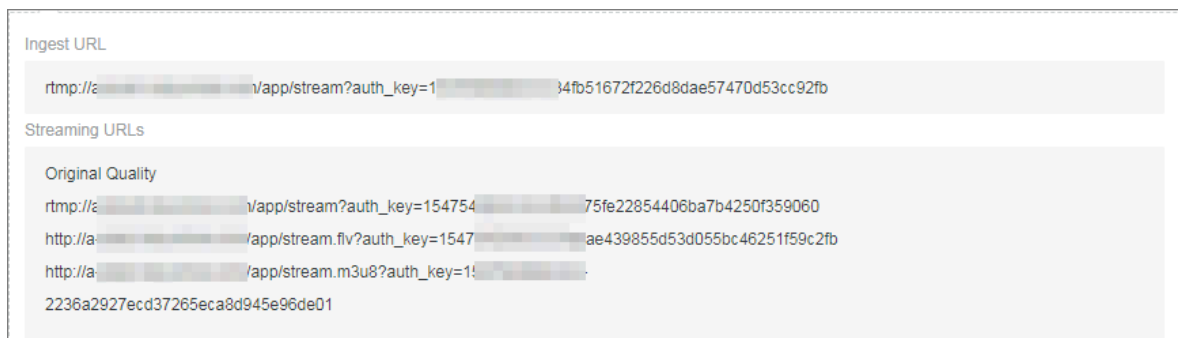 Ingest URL
rtmp://a /app/stream?auth_key=1 34fb51672f226d8dae57470d53cc92fb
Streaming URLs
Original Quality
rtmp://a /app/stream?auth_key=154754 75fe22854406ba7b4250f359060
http://a- /app/stream.flv?auth_key=1547 ae439855d53d055bc46251f59c2fb
http://a- /app/stream.m3u8?auth_key=15 -
2236a2927ecd37265eca8d945e96de01